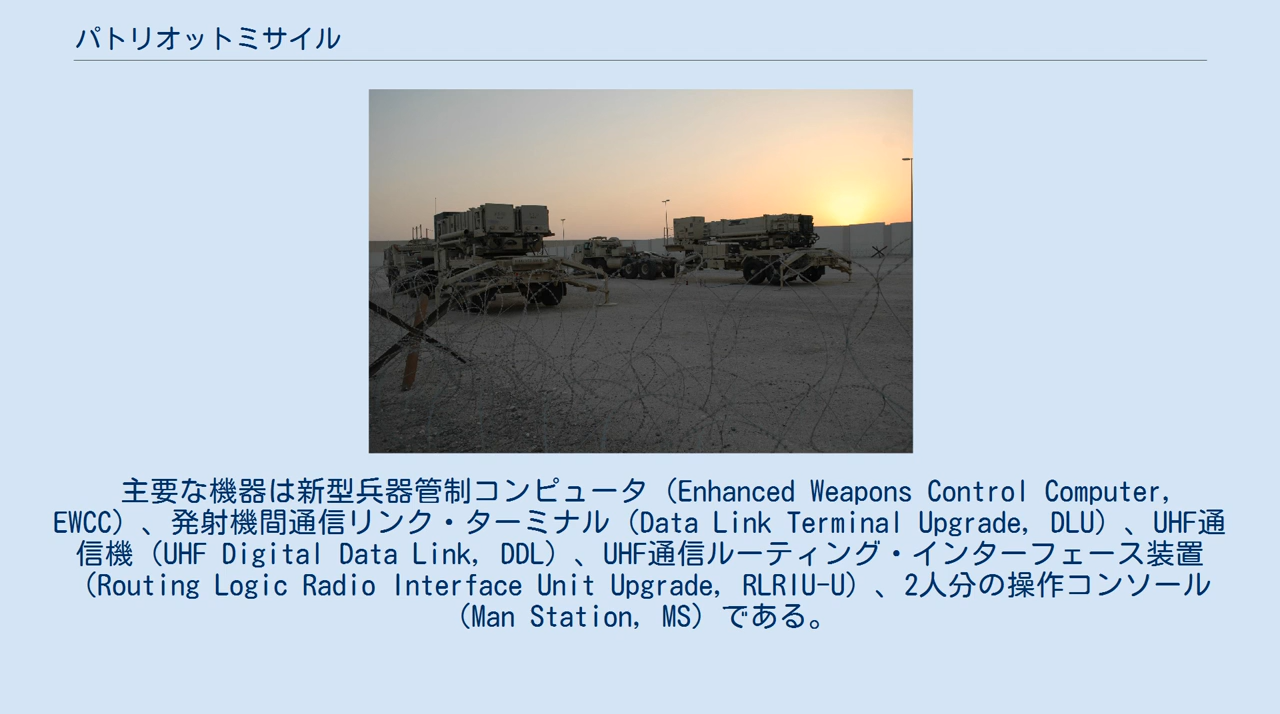 パトリオットミサイル
主要な機器は新型兵器管制コンピュータ（Enhanced Weapons Control Computer,
EWCC）、発射機間通信リンク・ターミナル（Data Link Terminal Upgrade, DLU）、UHF通
信機（UHF Digital Data Link, DDL）、UHF通信ルーティング・インターフェース装置
（Routing Logic Radio Interface Unit Upgrade, RLRIU-U）、2人分の操作コンソール
（Man Station, MS）である。